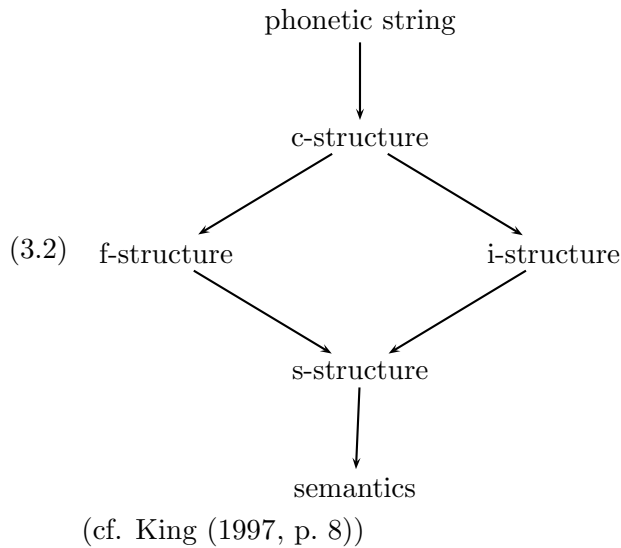 phonetic string
c-structure
(3.2) f-structure i-structure
s-structure
semantics
(cf. King (1997, p. 8))